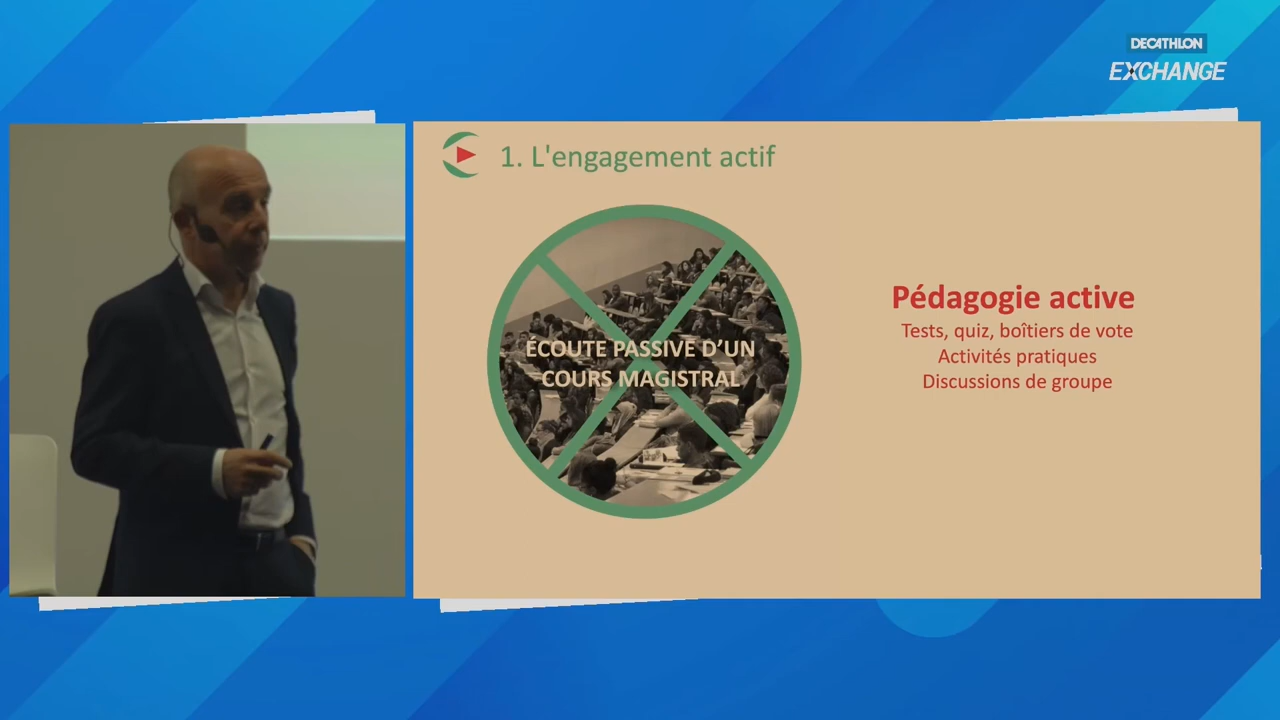 DECATHLON
EXCHANGE
1. L'engagement actif
ÉCOUTE PASSIVE D’UN
COURS MAGISTRAL
Pédagogie active
Tests, quiz, boîtiers de vote
Activités pratiques
Discussions de groupe